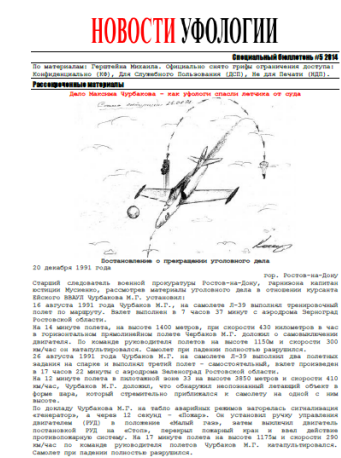 НОВОСТИ УФОЛОГИИ
Специальный бюллетень #5 2014
По материалам: Герштейна Михаила. Официально снято грифы ограничения доступа:
Конфиденциально (КФ), Для Служебного Пользования (ДСП), Не для Печати (НДП).
Рассекреченные материалы
Дело Максима Чурбакова – как уфологи спасли летчика от суда
Постановление о прекращении уголовного дела
20 декабря 1991 года
гор. Ростов-на-Дону
Старший следователь военной прокуратуры Ростов-на-Дону, гарнизона капитан
юстиции Мусиенко, рассмотрев материалы уголовного дела в отношении курсанта
Ейского ВВАУЛ Чурбакова М.Г. установил:
16 августа 1991 года Чурбаков М.Г., на самолете Л-39 выполнял тренировочный
полет по маршруту. Валет выполнен в 7 часов 37 минут с аэродрома Зерноград
Ростовской области.
На 14 минуте полета, на высоте 1400 метров, при скорости 430 километров в час
в горизонтальном прямолинейном полете Чербаков М.Г. доложил о самовыключении
двигателя. По команде руководителя полетов на высоте 1150м и скорости 300
км/час он катапультировался. Самолет при падении полностью разрушился.
26 августа 1991 года Чурбаков М.Г. на самолете Л-39 выполнил два полетных
задания на спарке и выполнял третий полет – самостоятельный, взлет произведен
в 17 часов 22 минуты с аэродрома Зелиноград Ростовской области.
На 12 минуте полета в пилотажной зоне 33 на высоте 3850 метров и скорости 410
км/час, Чурбаков М.Г. доложил, что обнаружил неопознанный летающий объект в
форме шара, который стремительно приближался к самолету на одной с ним
высоте.
По докладу Чурбакова М.Г. на табло аварийных режимов загорелась сигнализация
«генератор», а через 12 секунд – «Пожар». Он установил ручку управления
двигателем (РУД) в положение «Малый газ», затем выключил двигатель
постановкой РУД на «Стоп», перекрыл пожарный кран и ввел действие
противопожарную систему. На 17 минуте полета на высоте 1175м и скорости 290
км/час по команде руководителя полетов Чурбаков М.Г. катапультировался.
Самолет при падении полностью разрушился.